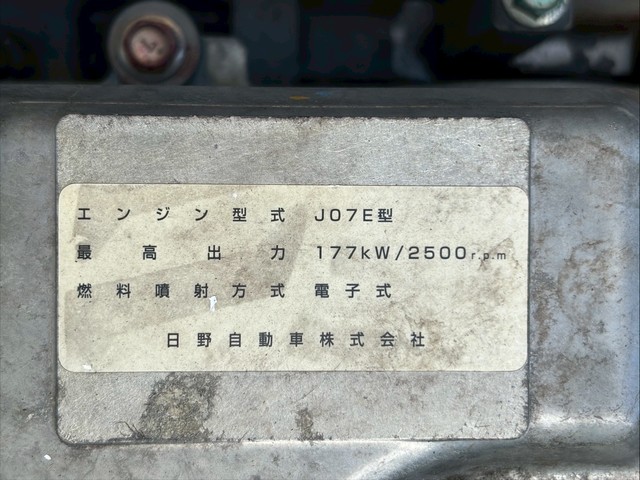 エンジン型式 J07E型
最高出力 177kW/2500r.p.m
燃料噴射方式 電子式
日野自動車株式会社